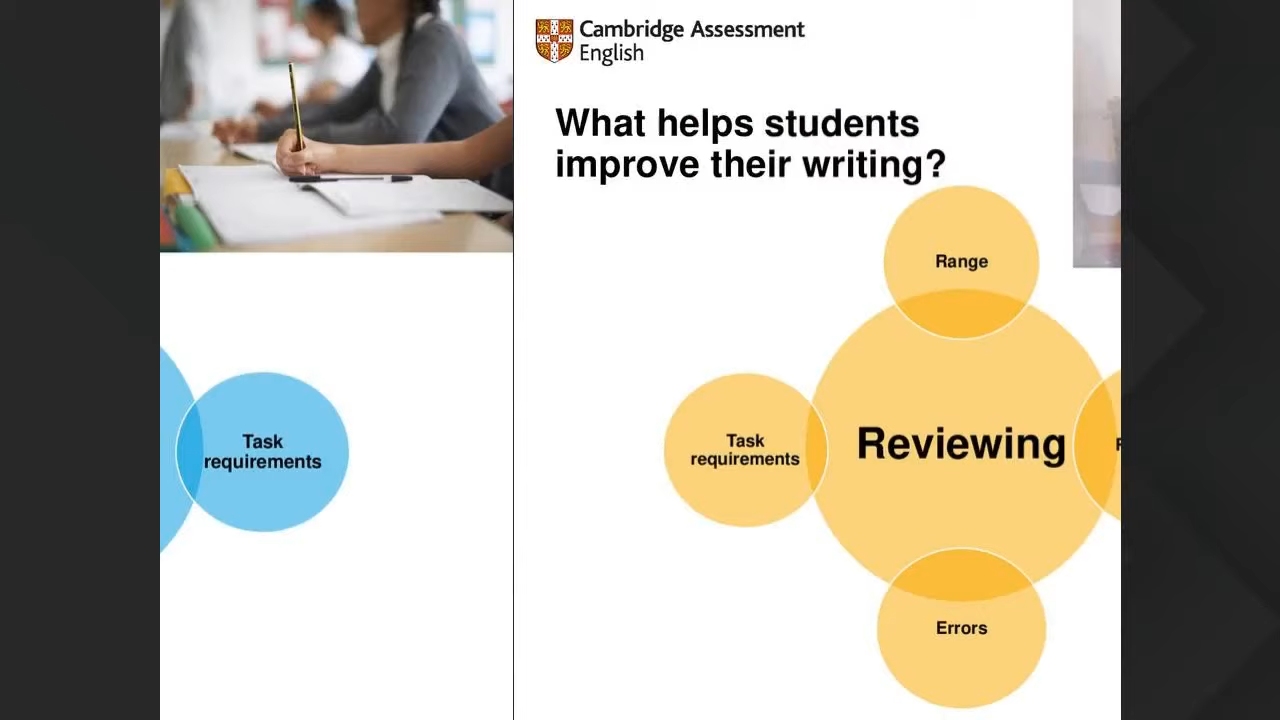 Cambridge Assessment
English
What helps students
improve their writing?
Range
Task
requirements
Task
requirements
Reviewing
Errors